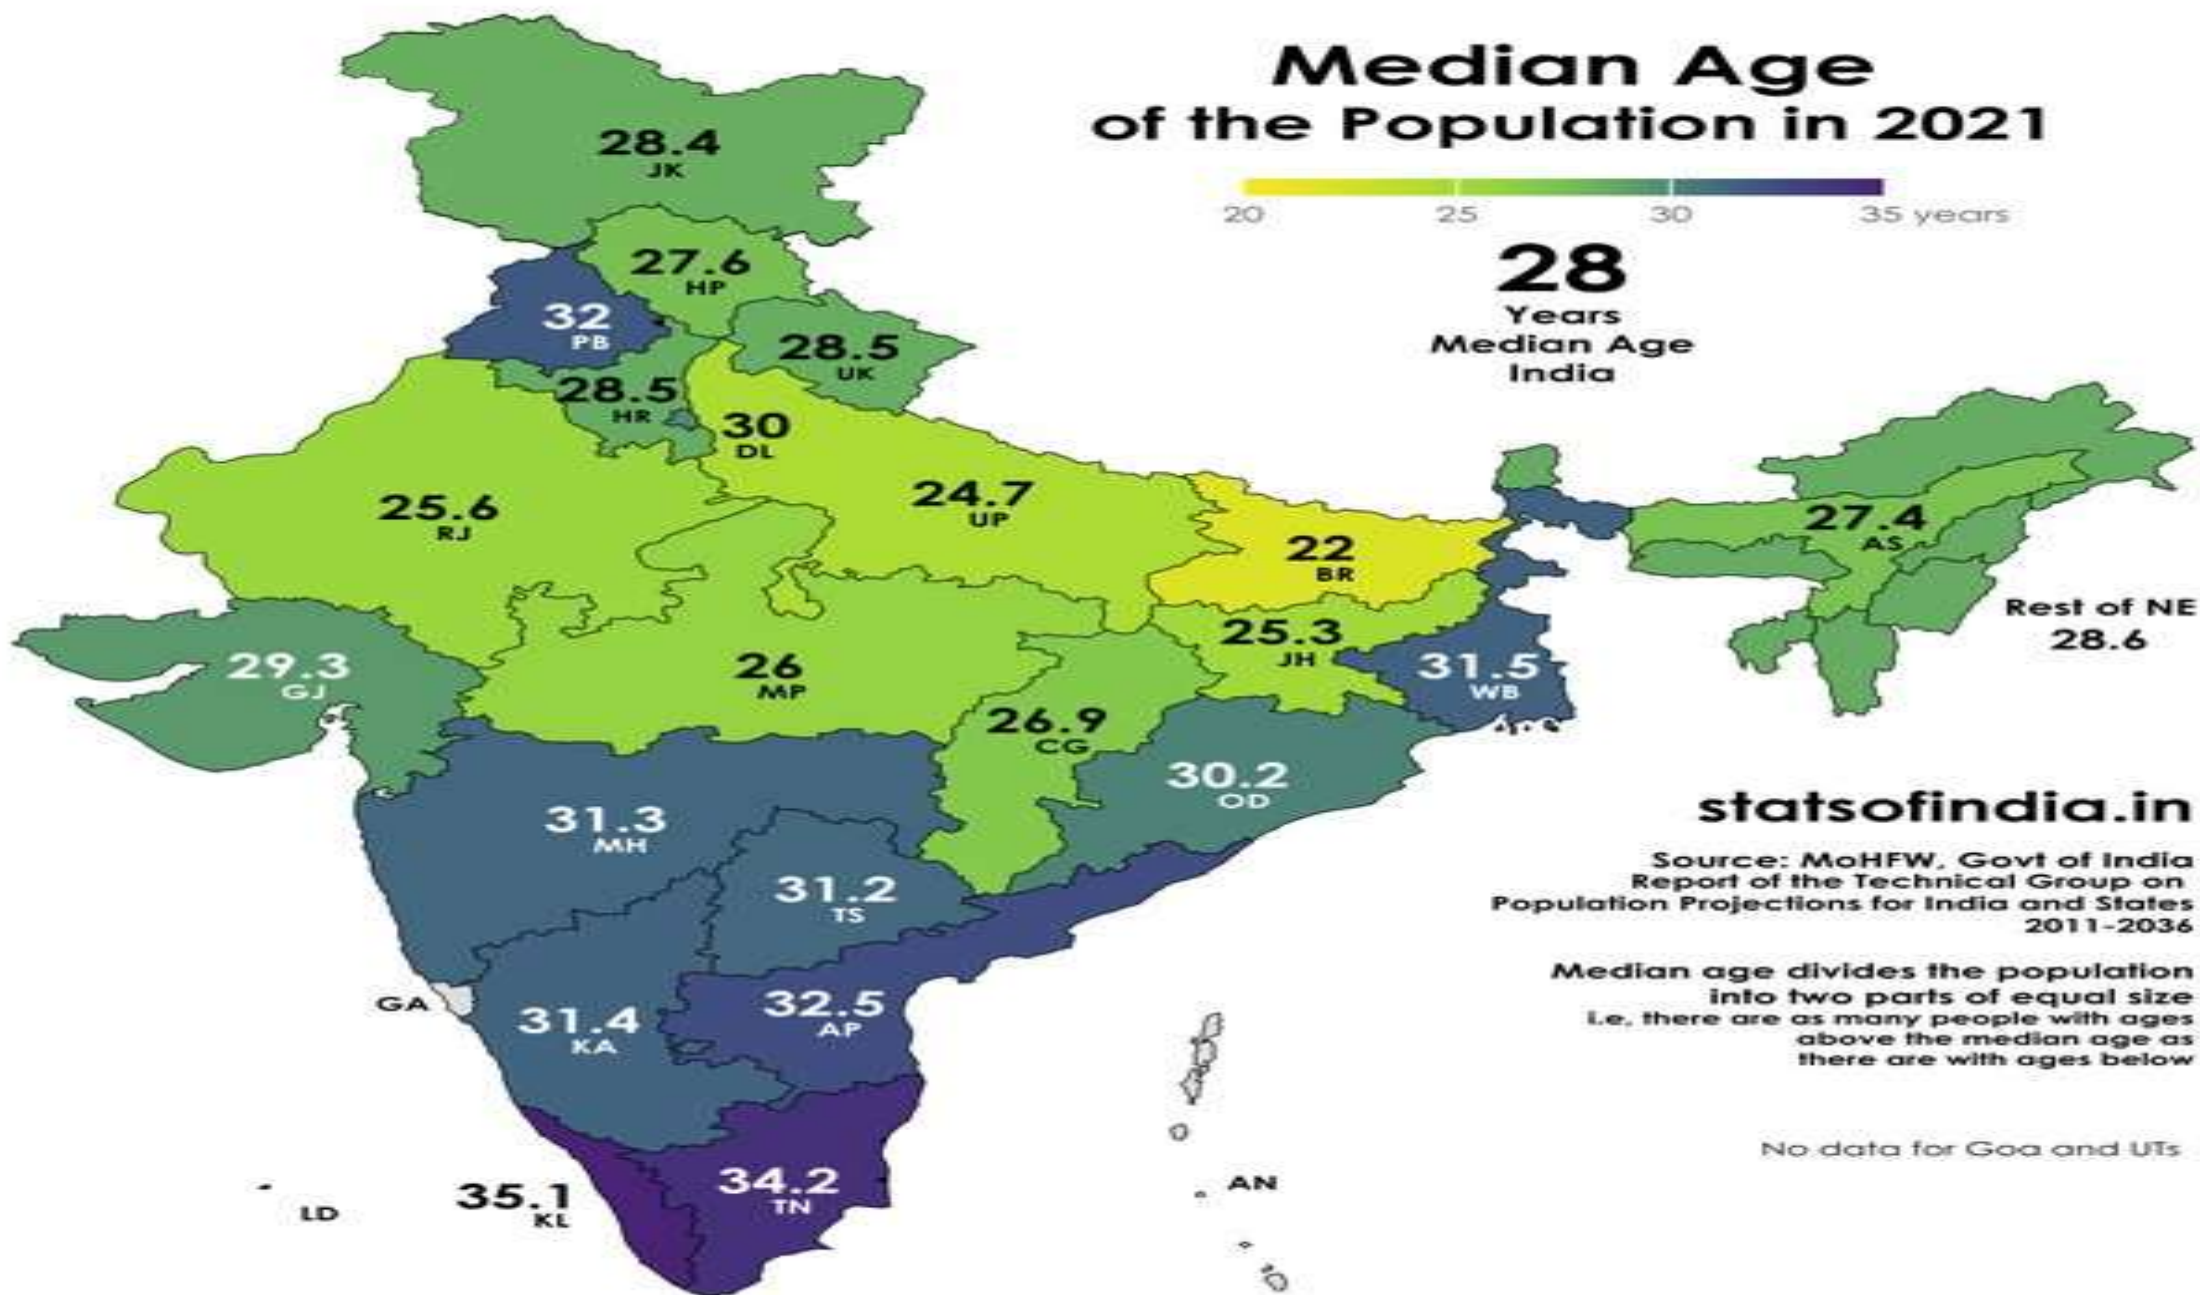 Median Age
of the Population in 2021
20 25 30 35 years
28
Years
Median Age
India
28.4
JK
27.6
HP
32
PB
28.5
UK
28.5
HR
30
DL
25.6
RJ
24.7
UP
22
BR
27.4
AS
Rest of NE
28.6
29.3
GJ
26
MP
25.3
JH
31.5
WB
26.9
CG
30.2
OD
31.3
MH
31.2
TS
GA
31.4
KA
32.5
AP
35.1
KL
34.2
TN
LD
AN
statsofindia.in
Source: MoHFW, Govt of India
Report of the Technical Group on
Population Projections for India and States
2011-2036
Median age divides the population
into two parts of equal size
i.e, there are as many people with ages
above the median age as
there are with ages below
No data for Goa and UTs